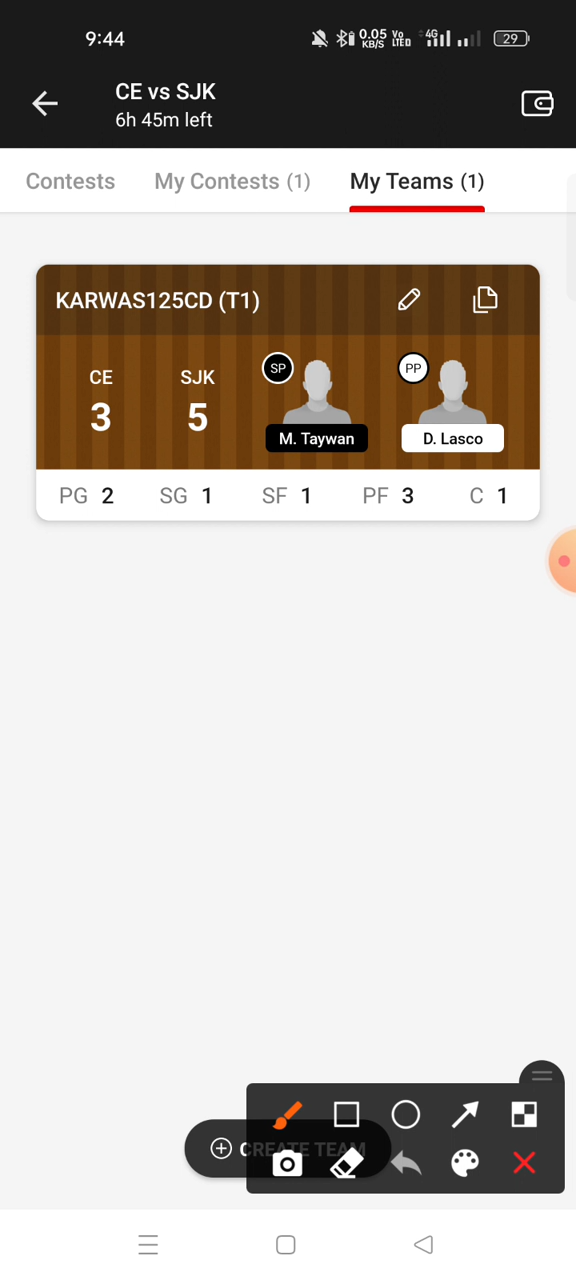 9:44 0.05 KB/S Vo LTED 4G 29
CE vs SJK
6h 45m left
Contests My Contests (1) My Teams (1)
KARWAS125CD (T1)
CE SJK SP PP
3 5
M. Taywan D. Lasco
PG 2 SG 1 SF 1 PF 3 C 1
CREATE TEAM